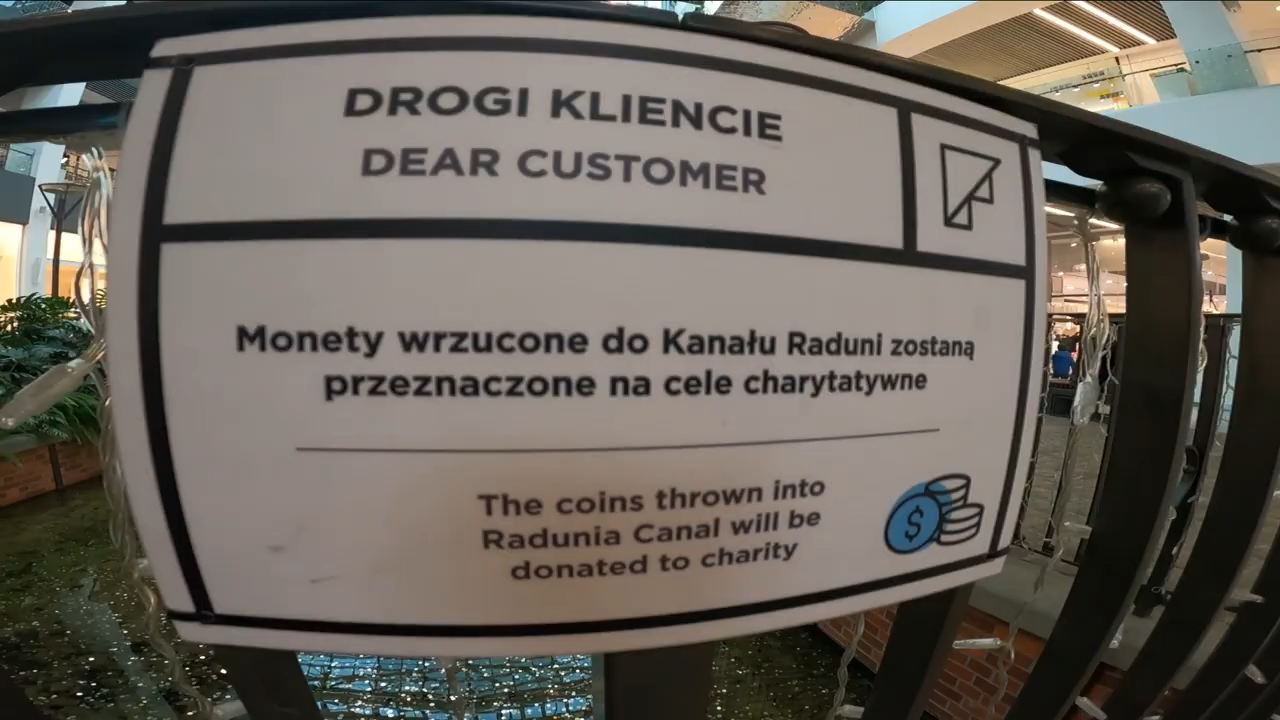 DROGI KLIENCIE
DEAR CUSTOMER
Monety wrzucone do Kanału Raduni zostaną
przeznaczone na cele charytatywne
The coins thrown into
Radunia Canal will be
donated to charity
$